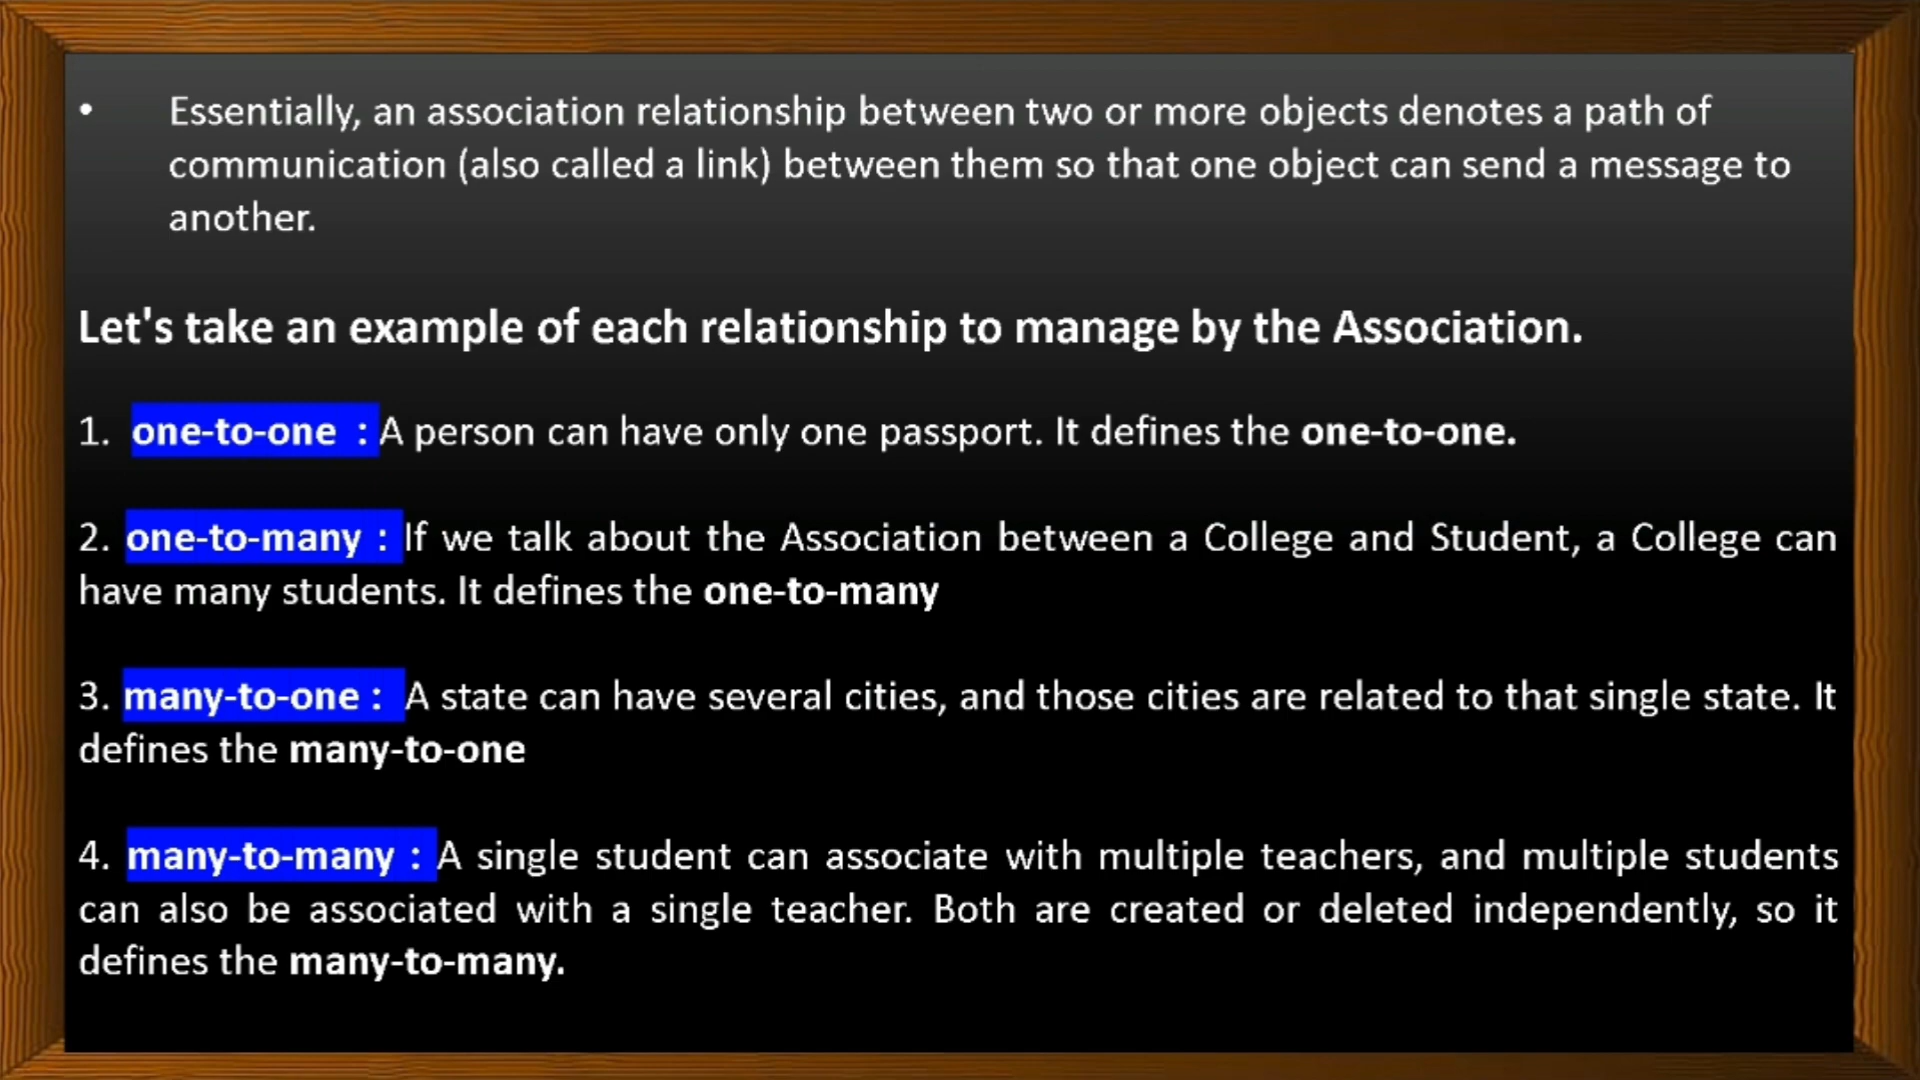 • Essentially, an association relationship between two or more objects denotes a path of
communication (also called a link) between them so that one object can send a message to
another.
Let's take an example of each relationship to manage by the Association.
1. one-to-one : A person can have only one passport. It defines the one-to-one.
2. one-to-many : If we talk about the Association between a College and Student, a College can
have many students. It defines the one-to-many
3. many-to-one : A state can have several cities, and those cities are related to that single state. It
defines the many-to-one
4. many-to-many : A single student can associate with multiple teachers, and multiple students
can also be associated with a single teacher. Both are created or deleted independently, so it
defines the many-to-many.